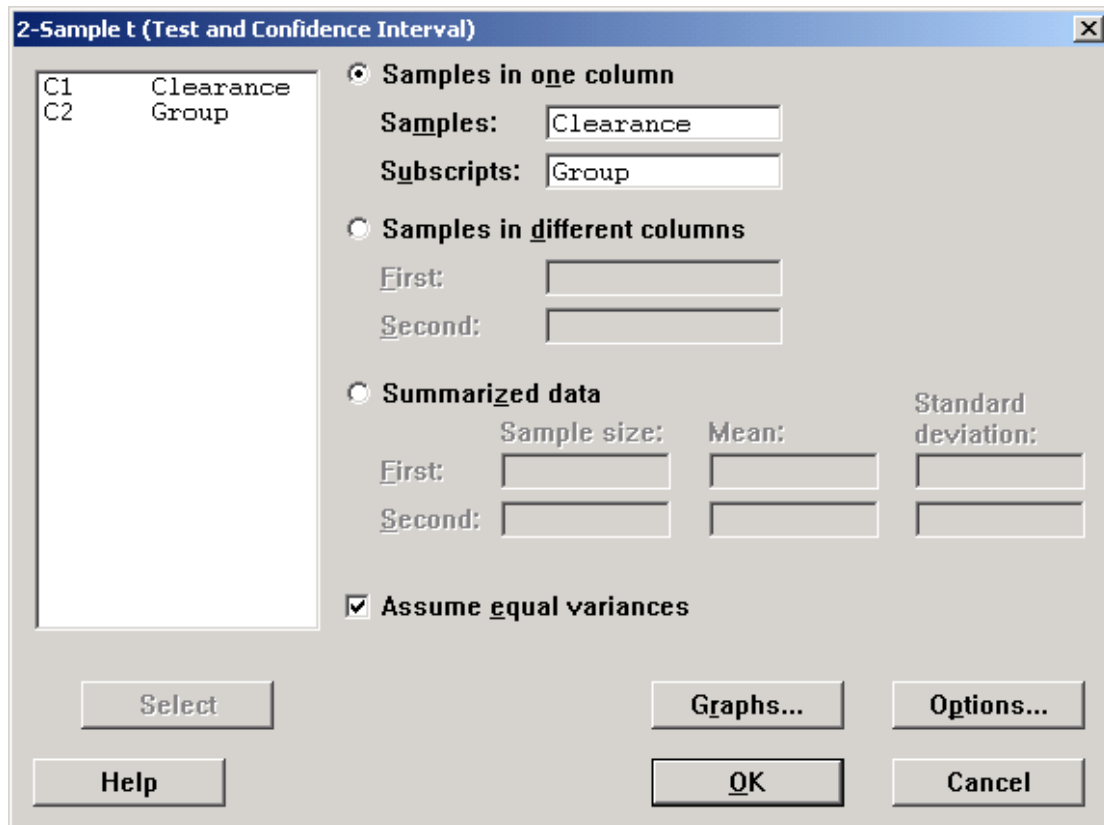 2-Sample t (Test and Confidence Interval)
C1 Clearance
C2 Group
Samples in one column
Samples: Clearance
Subscripts: Group
Samples in different columns
First:
Second:
Summarized data
Sample size: Mean: Standard deviation:
First:
Second:
Assume equal variances
Select
Graphs... Options...
Help OK Cancel